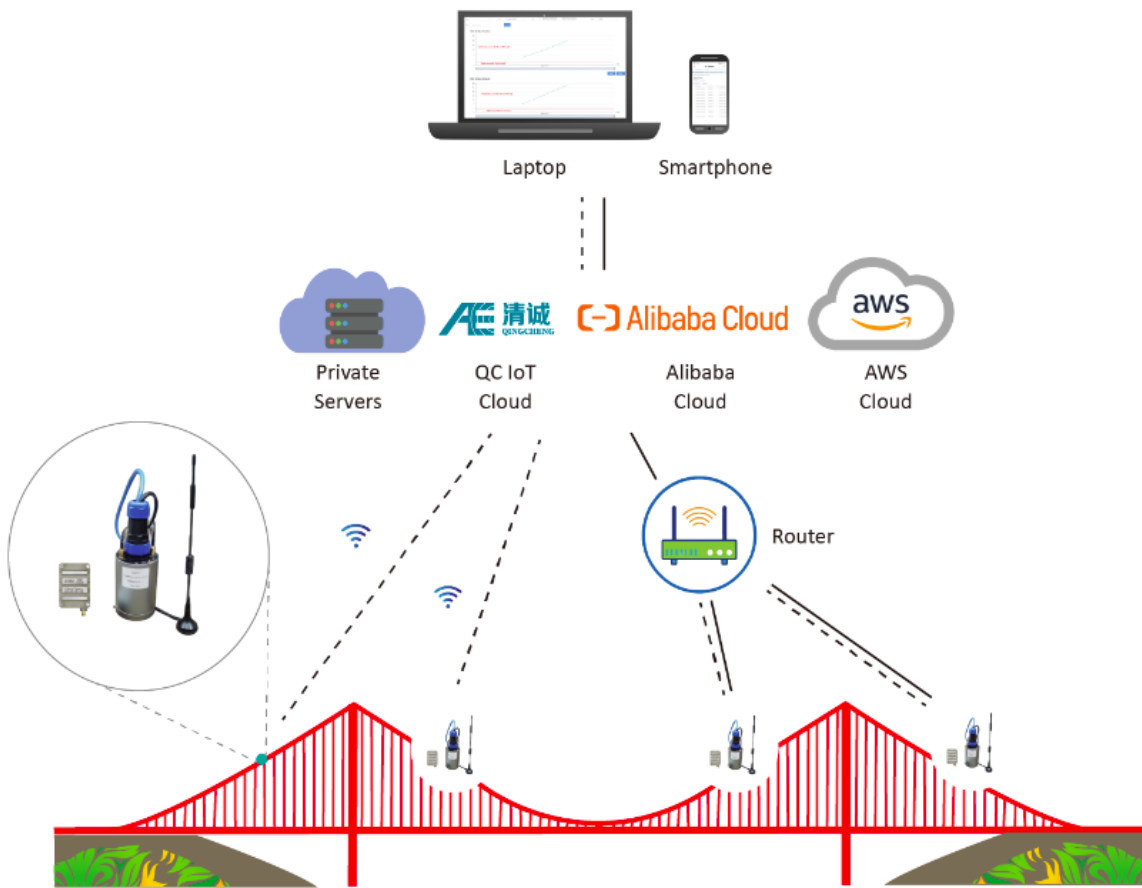 Laptop
Smartphone
清诚
QINGCHENG
Alibaba Cloud
aws
Private
Servers
QC IoT
Cloud
Alibaba
Cloud
AWS
Cloud
Router